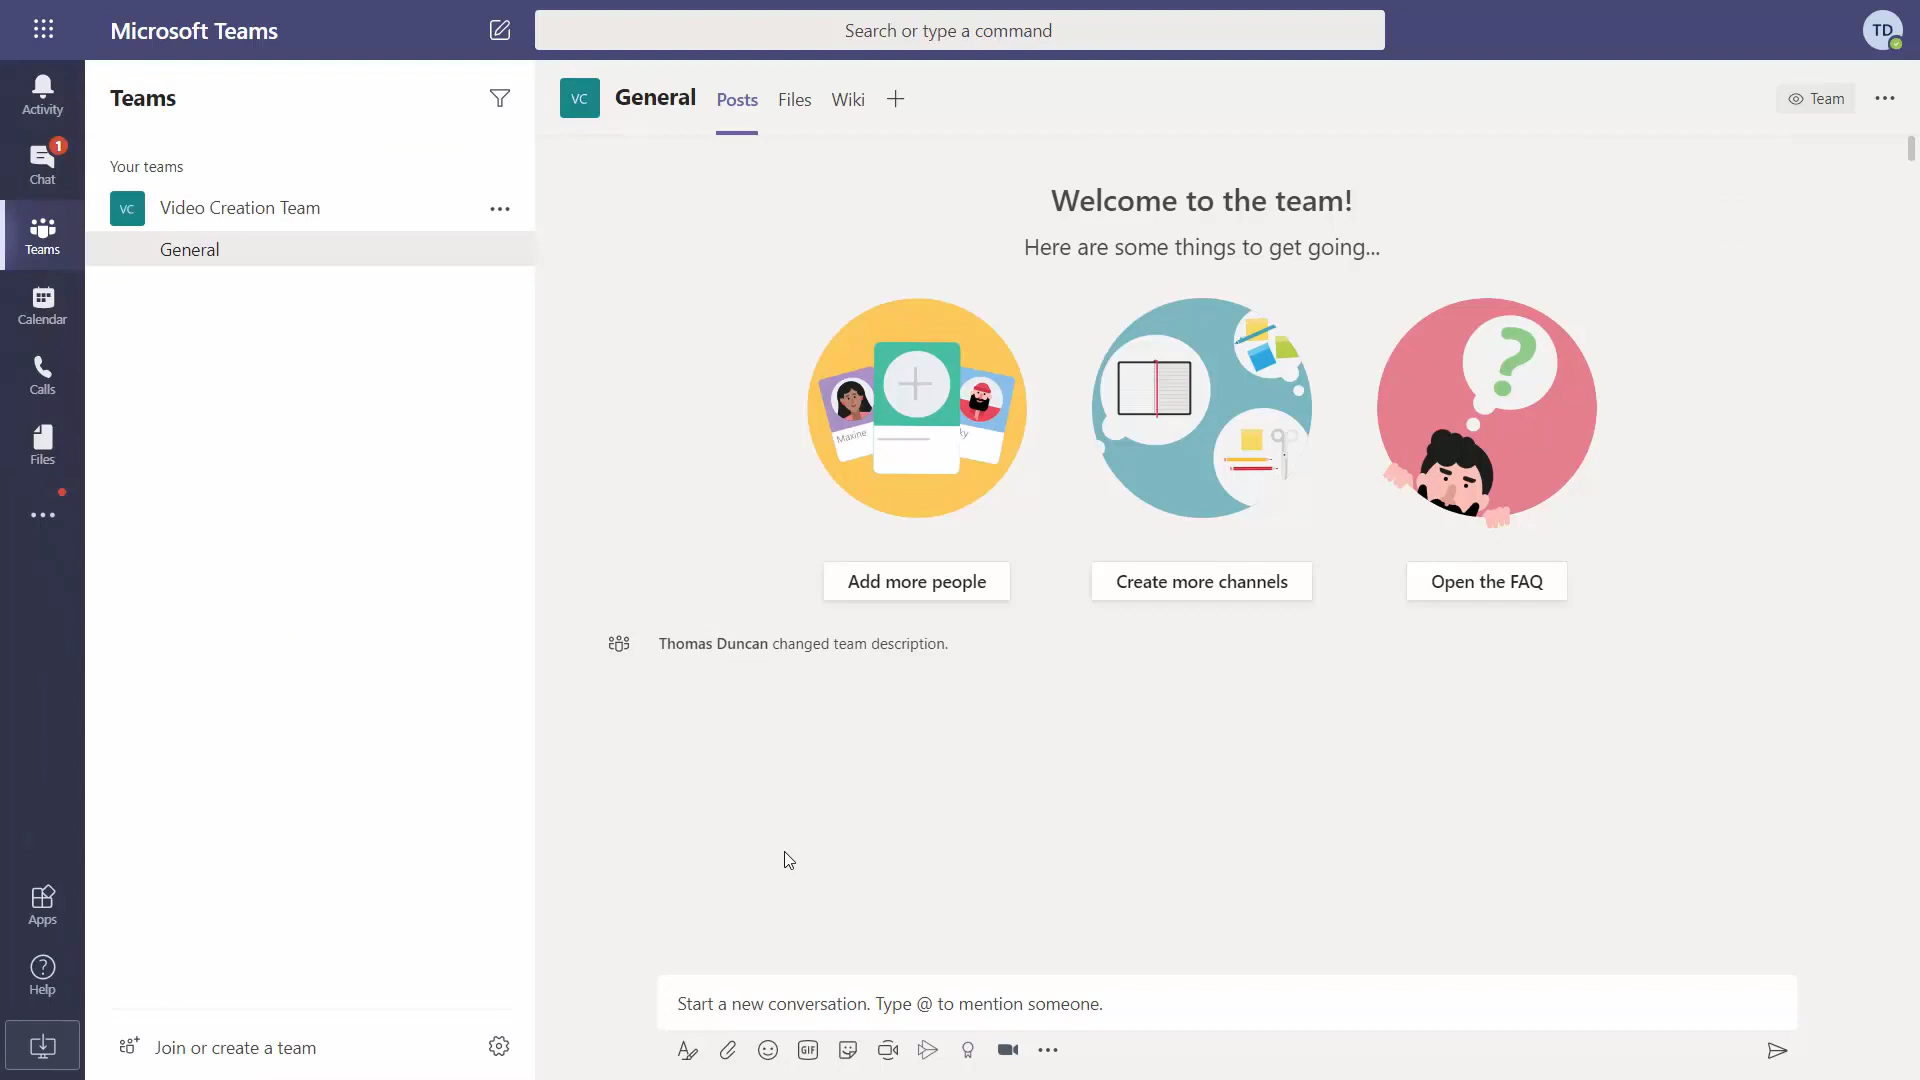 Microsoft Teams
Search or type a command
TD
Activity
1
Chat
Teams
Calendar
Calls
Files
Apps
Help
Teams
Your teams
VC Video Creation Team
General
Join or create a team
VC General Posts Files Wiki
Team
Welcome to the team!
Here are some things to get going...
Maxine
ky
Add more people
Create more channels
Open the FAQ
Thomas Duncan changed team description.
Start a new conversation. Type @ to mention someone.
GIF